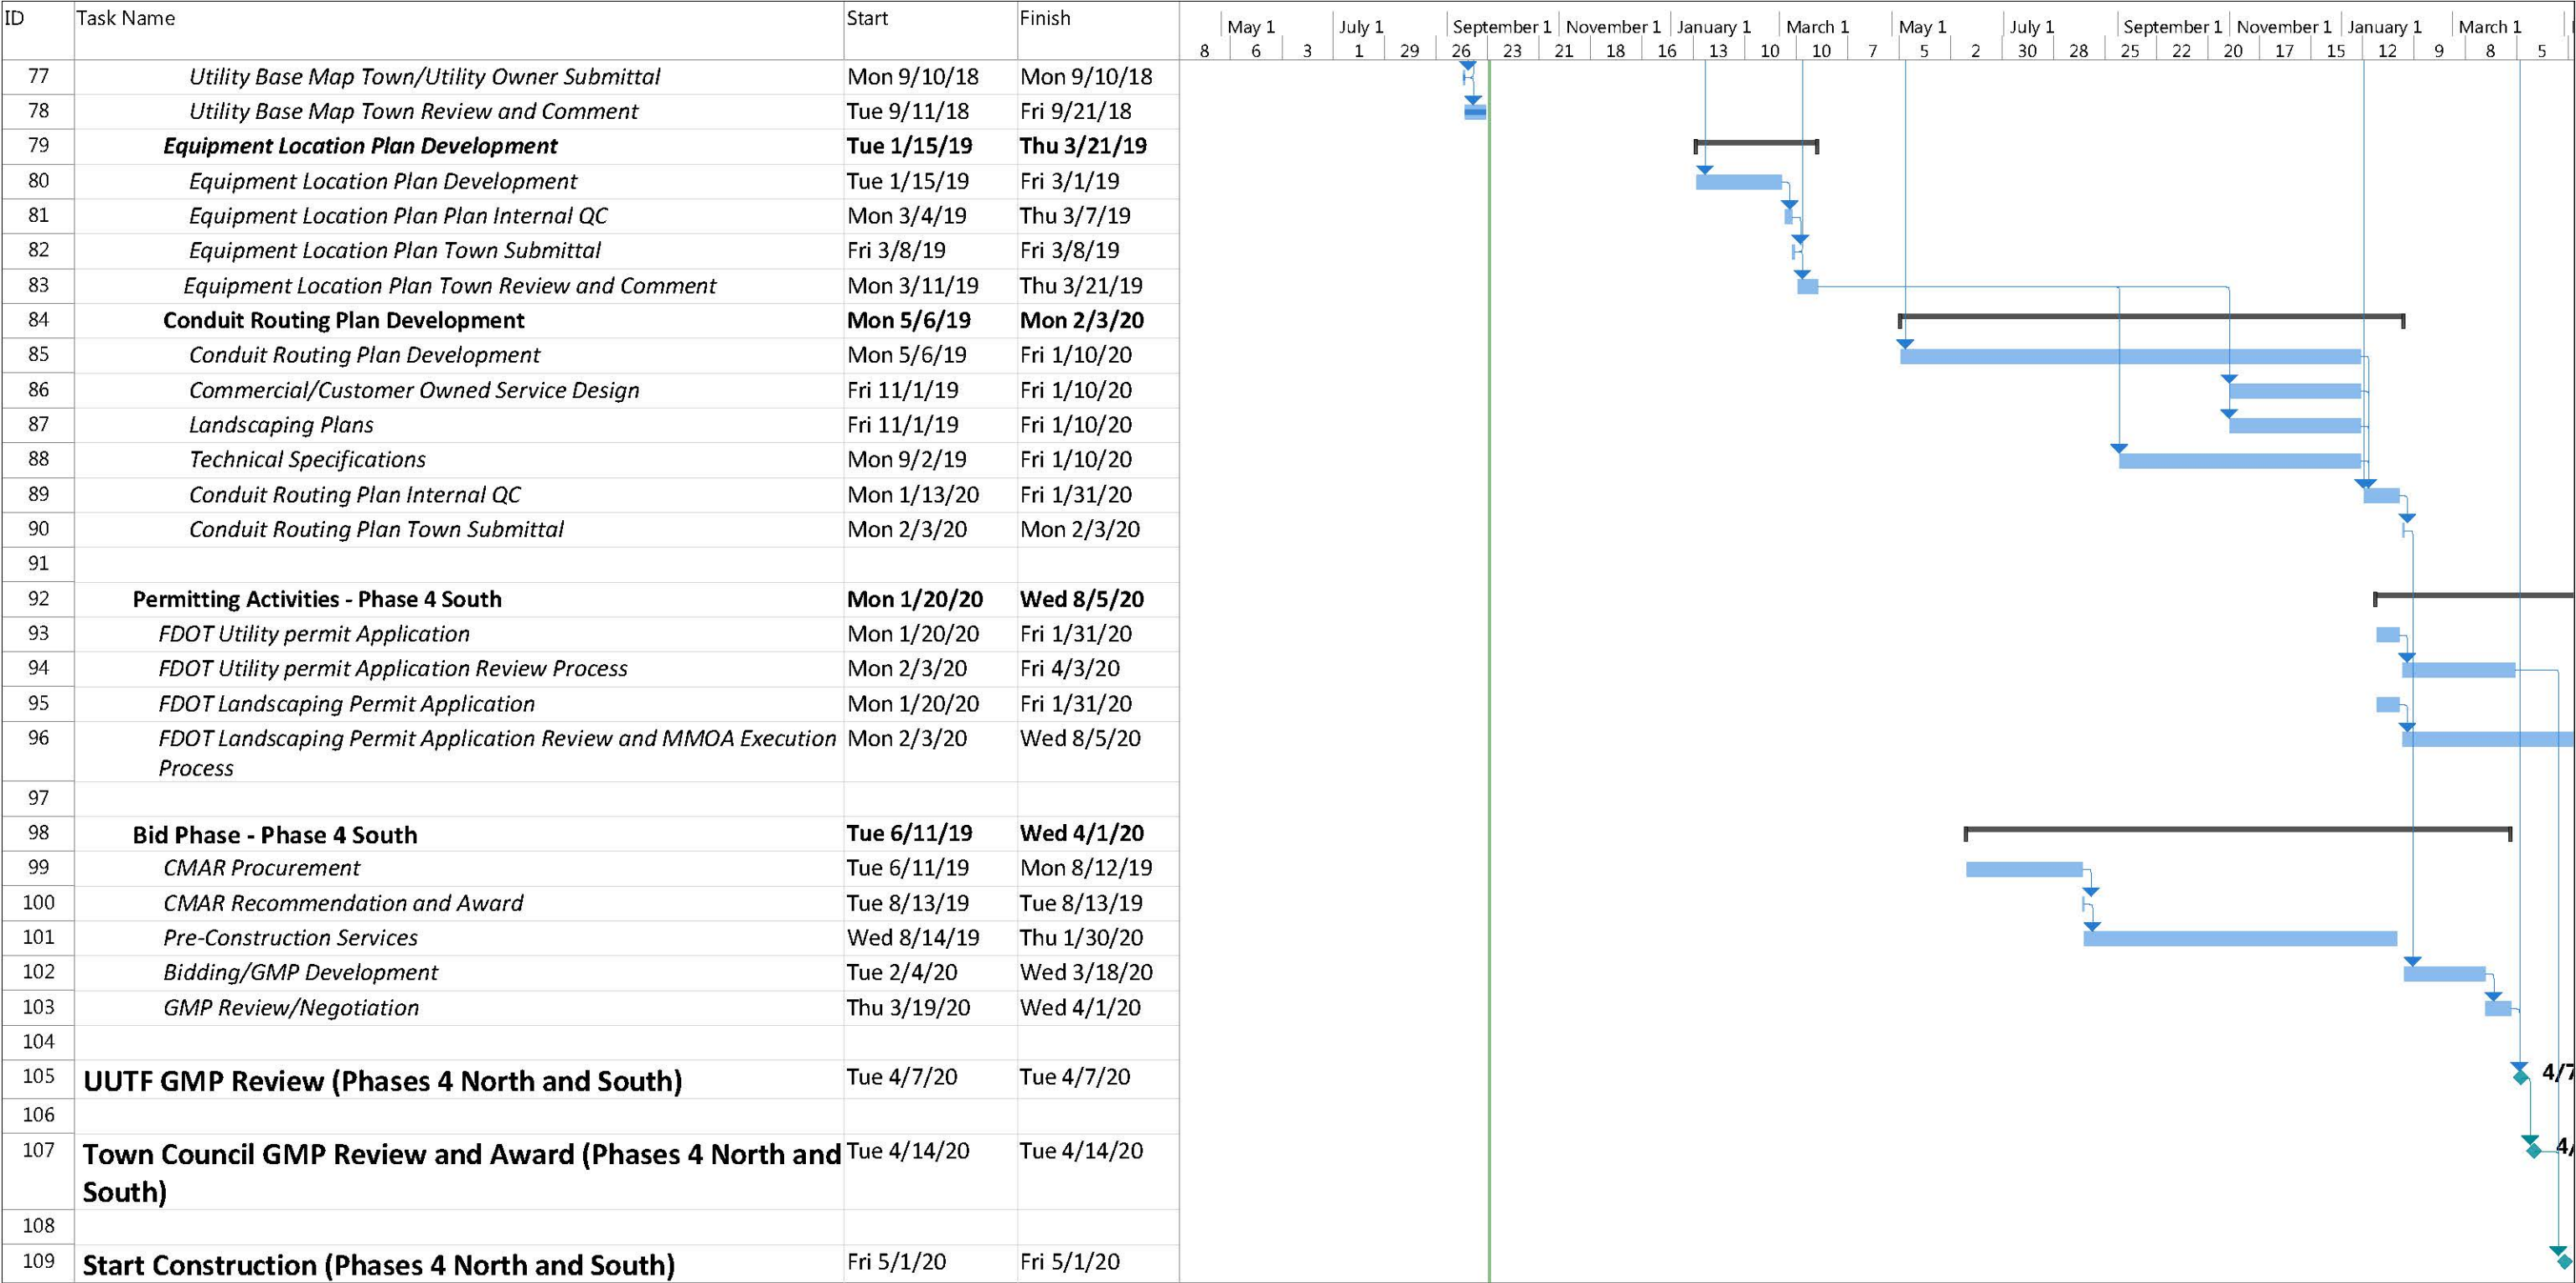 ID Task Name Start Finish
May 1 July 1 September 1 November 1 January 1 March 1 May 1 July 1 September 1 November 1 January 1 March 1
8 6 3 1 29 26 23 21 18 16 13 10 10 7 5 2 30 28 25 22 20 17 15 12 9 8 5
77 Utility Base Map Town/Utility Owner Submittal Mon 9/10/18 Mon 9/10/18
78 Utility Base Map Town Review and Comment Tue 9/11/18 Fri 9/21/18
79 Equipment Location Plan Development Tue 1/15/19 Thu 3/21/19
80 Equipment Location Plan Development Tue 1/15/19 Fri 3/1/19
81 Equipment Location Plan Plan Internal QC Mon 3/4/19 Thu 3/7/19
82 Equipment Location Plan Town Submittal Fri 3/8/19 Fri 3/8/19
83 Equipment Location Plan Town Review and Comment Mon 3/11/19 Thu 3/21/19
84 Conduit Routing Plan Development Mon 5/6/19 Mon 2/3/20
85 Conduit Routing Plan Development Mon 5/6/19 Fri 1/10/20
86 Commercial/Customer Owned Service Design Fri 11/1/19 Fri 1/10/20
87 Landscaping Plans Fri 11/1/19 Fri 1/10/20
88 Technical Specifications Mon 9/2/19 Fri 1/10/20
89 Conduit Routing Plan Internal QC Mon 1/13/20 Fri 1/31/20
90 Conduit Routing Plan Town Submittal Mon 2/3/20 Mon 2/3/20
91
92 Permitting Activities - Phase 4 South Mon 1/20/20 Wed 8/5/20
93 FDOT Utility permit Application Mon 1/20/20 Fri 1/31/20
94 FDOT Utility permit Application Review Process Mon 2/3/20 Fri 4/3/20
95 FDOT Landscaping Permit Application Mon 1/20/20 Fri 1/31/20
96 FDOT Landscaping Permit Application Review and MMOA Execution Mon 2/3/20 Wed 8/5/20
Process
97
98 Bid Phase - Phase 4 South Tue 6/11/19 Wed 4/1/20
99 CMAR Procurement Tue 6/11/19 Mon 8/12/19
100 CMAR Recommendation and Award Tue 8/13/19 Tue 8/13/19
101 Pre-Construction Services Wed 8/14/19 Thu 1/30/20
102 Bidding/GMP Development Tue 2/4/20 Wed 3/18/20
103 GMP Review/Negotiation Thu 3/19/20 Wed 4/1/20
104
105 UUTF GMP Review (Phases 4 North and South) Tue 4/7/20 Tue 4/7/20 4/7
106
107 Town Council GMP Review and Award (Phases 4 North and Tue 4/14/20 Tue 4/14/20 4/
South)
108
109 Start Construction (Phases 4 North and South) Fri 5/1/20 Fri 5/1/20